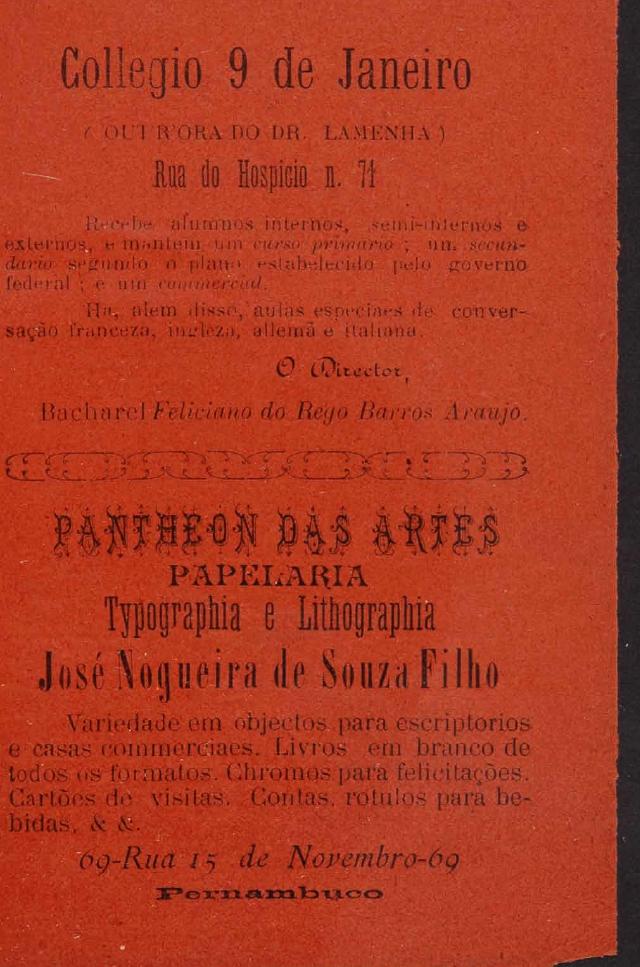 Collegio 9 de Janeiro
( OUTR'ORA DO DR. LAMENHA )
Rua do Hospicio n. 71
Recebe alumnos internos, semi-internos e
externos, e mantem um curso primario ; um secun-
dario segundo o plano estabelecido pelo governo
federal ; e um commercial.
Ha, alem disso, aulas especiaes de conver-
sação franceza, ingleza, allemã e italiana.
O Director,
Bacharel Feliciano do Rego Barros Araujo.
PANTHEON DAS ARTES
PAPELARIA
Typographia e Lithographia
José Nogueira de Souza Filho
Variedade em objectos para escriptorios
e casas commerciaes. Livros em branco de
todos os formatos. Chromos para felicitações.
Cartões de visitas. Contas, rotulos para be-
bidas, & &.
69-Rua 15 de Novembro-69
Pernambuco